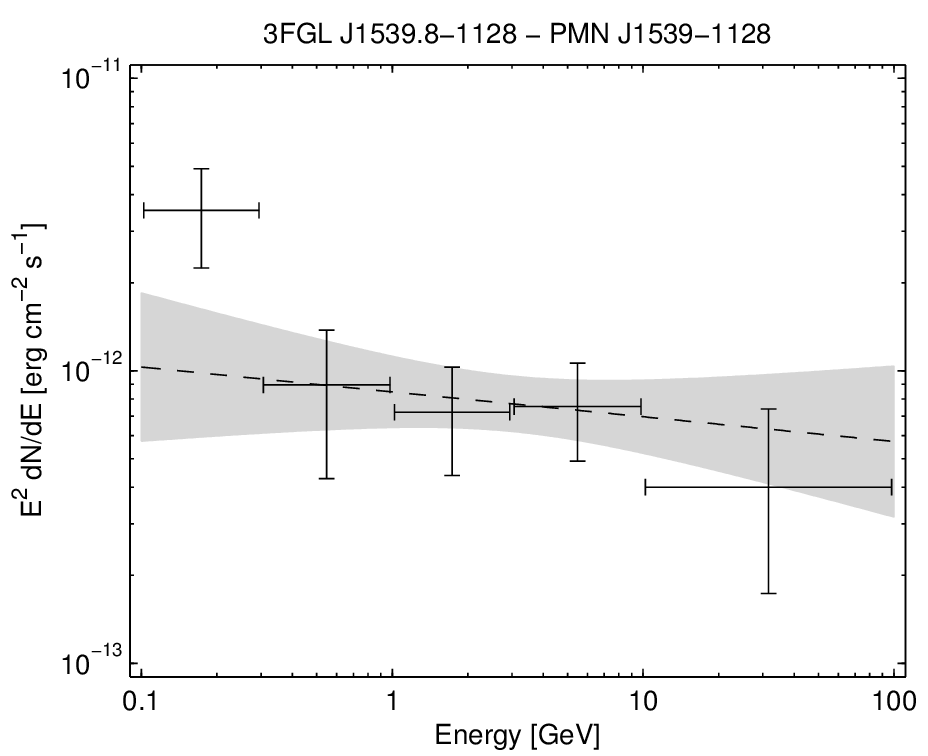 3FGL J1539.8−1128 − PMN J1539−1128
E² dN/dE [erg cm⁻² s⁻¹]
10⁻¹¹
10⁻¹²
10⁻¹³
0.1 1 10 100
Energy [GeV]